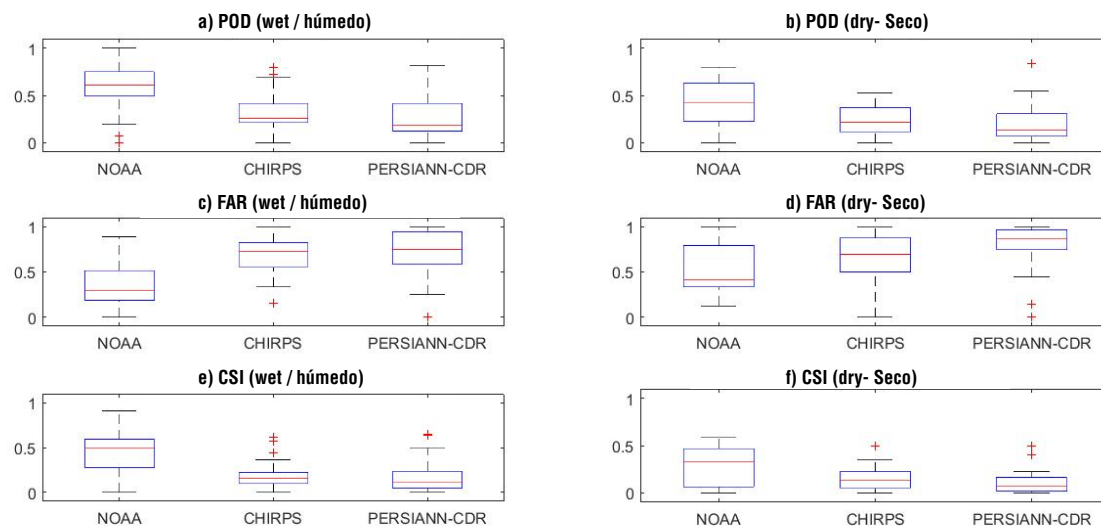 a) POD (wet / húmedo)
1
0.5
0
NOAA CHIRPS PERSIANN-CDR
b) POD (dry- Seco)
1
0.5
0
NOAA CHIRPS PERSIANN-CDR
c) FAR (wet / húmedo)
1
0.5
0
NOAA CHIRPS PERSIANN-CDR
d) FAR (dry- Seco)
1
0.5
0
NOAA CHIRPS PERSIANN-CDR
e) CSI (wet / húmedo)
1
0.5
0
NOAA CHIRPS PERSIANN-CDR
f) CSI (dry- Seco)
1
0.5
0
NOAA CHIRPS PERSIANN-CDR